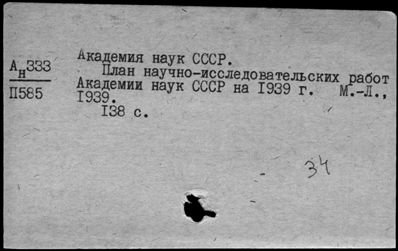 Академия наук СССР.
Ан333
План научно-исследовательских работ
П585
Академии наук СССР на 1939 г. М.-Л.,
1939.
138 с.
34